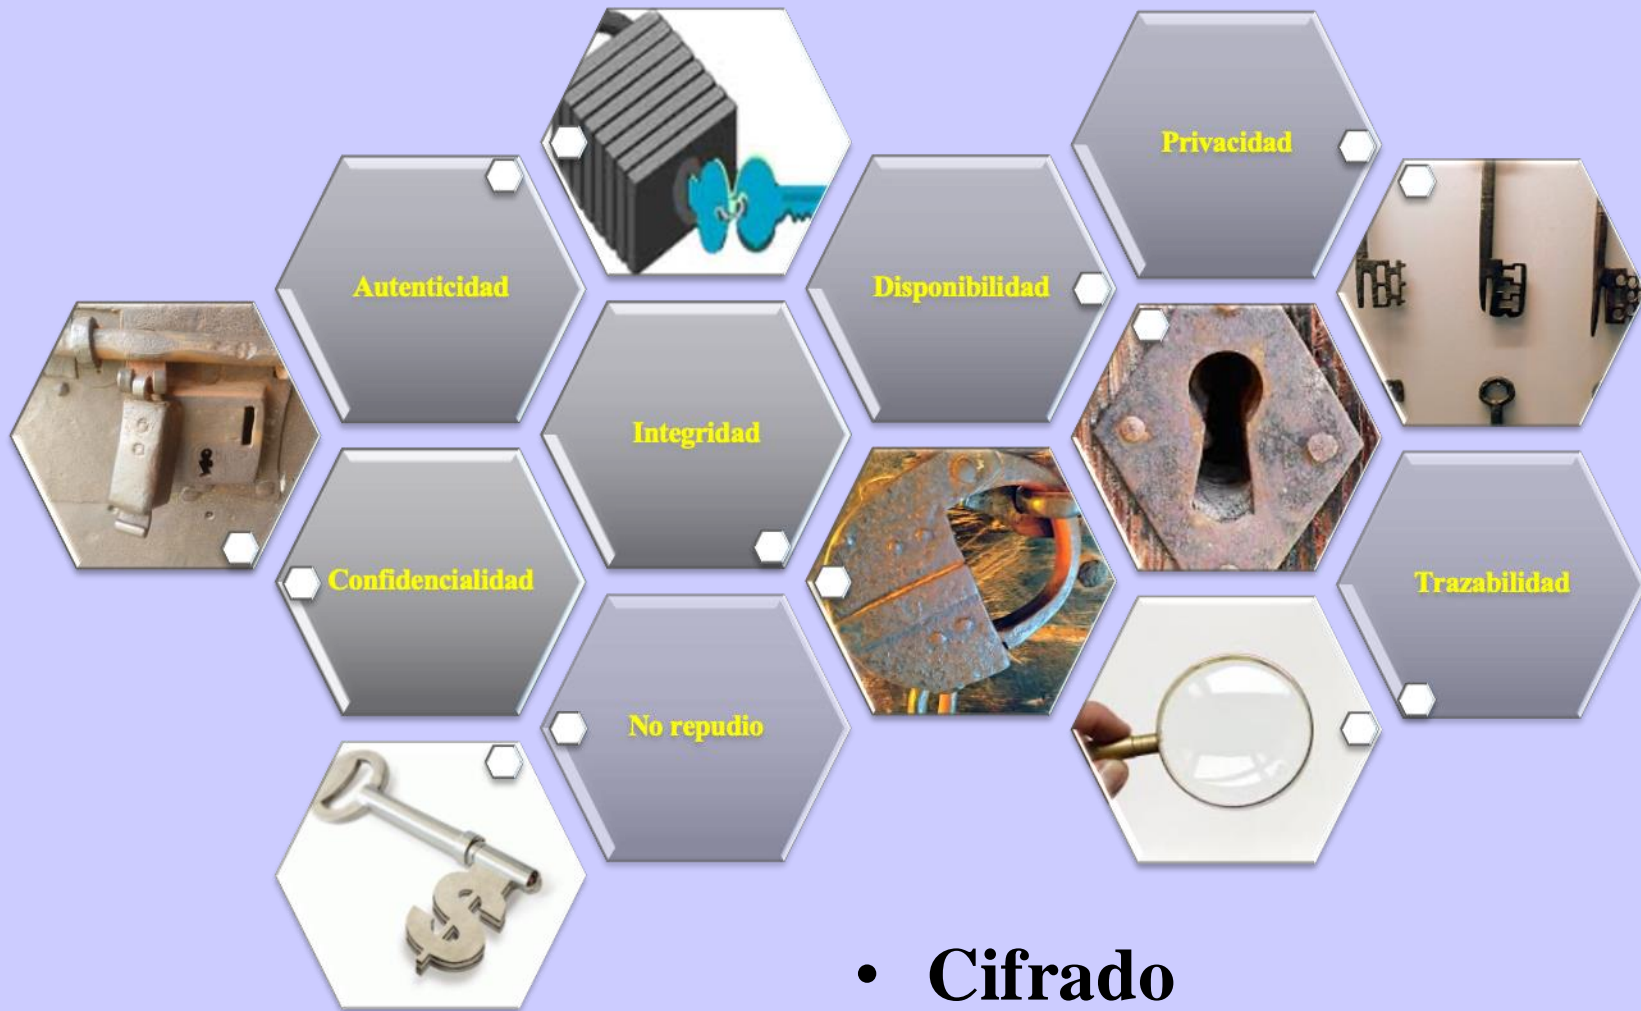 Privacidad
Autenticidad
Disponibilidad
Integridad
Confidencialidad
Trazabilidad
No repudio
• Cifrado